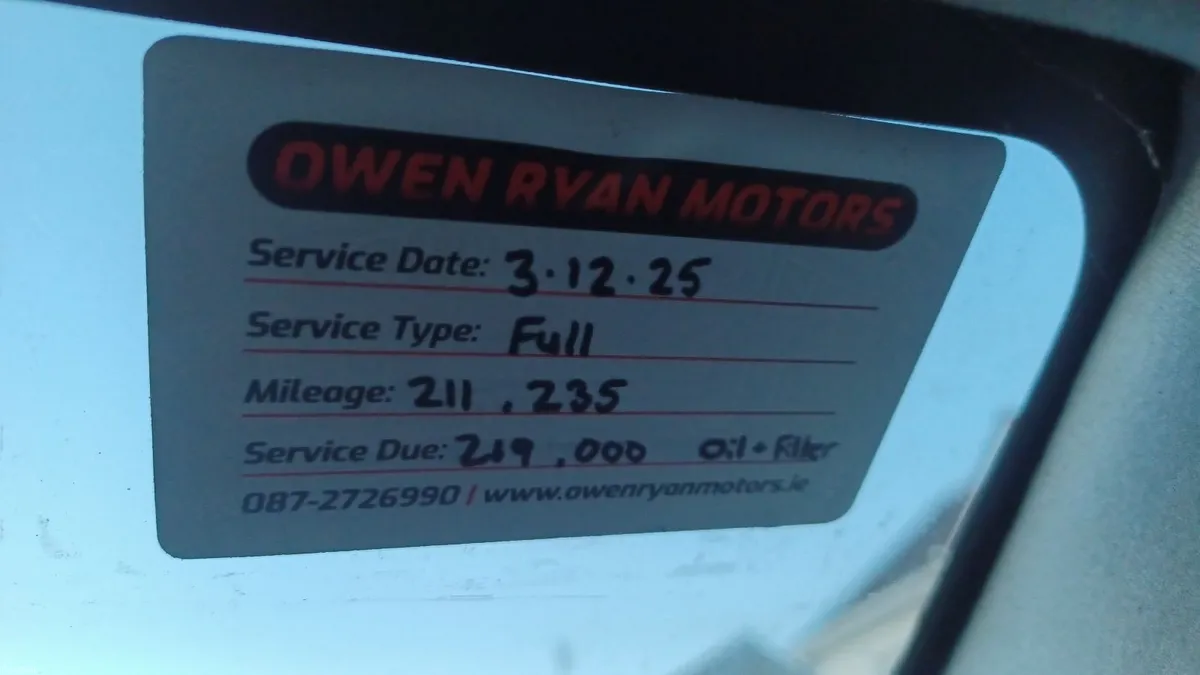 OWEN RYAN MOTORS
Service Date: 3.12.25
Service Type: Full
Mileage: 211.235
Service Due: 219.000 Oil + Filter
087-2726990 / www.owenryanmotors.ie